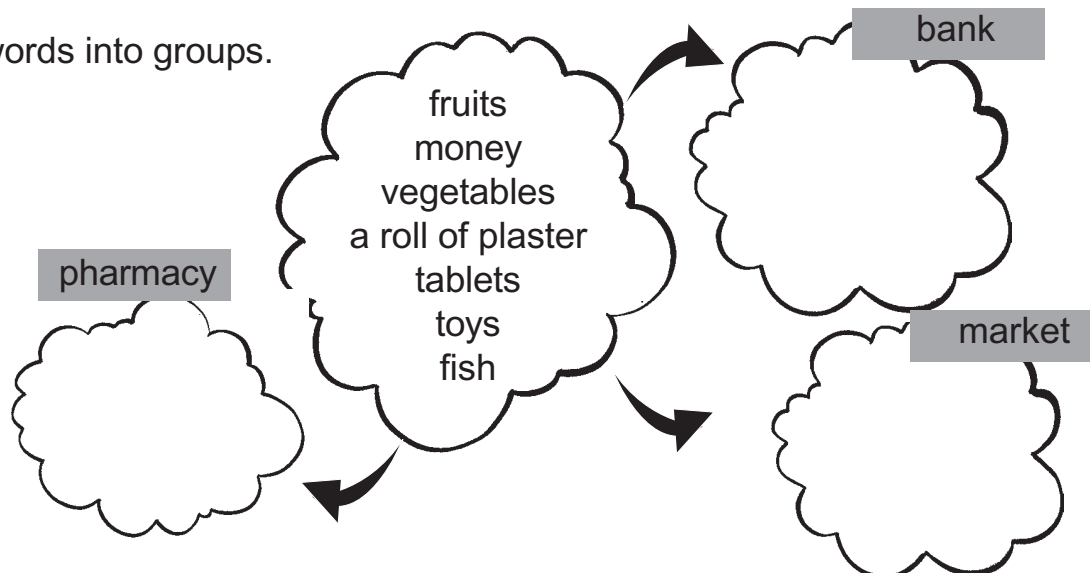 words into groups.
bank
fruits
money
vegetables
a roll of plaster
tablets
toys
fish
pharmacy
market